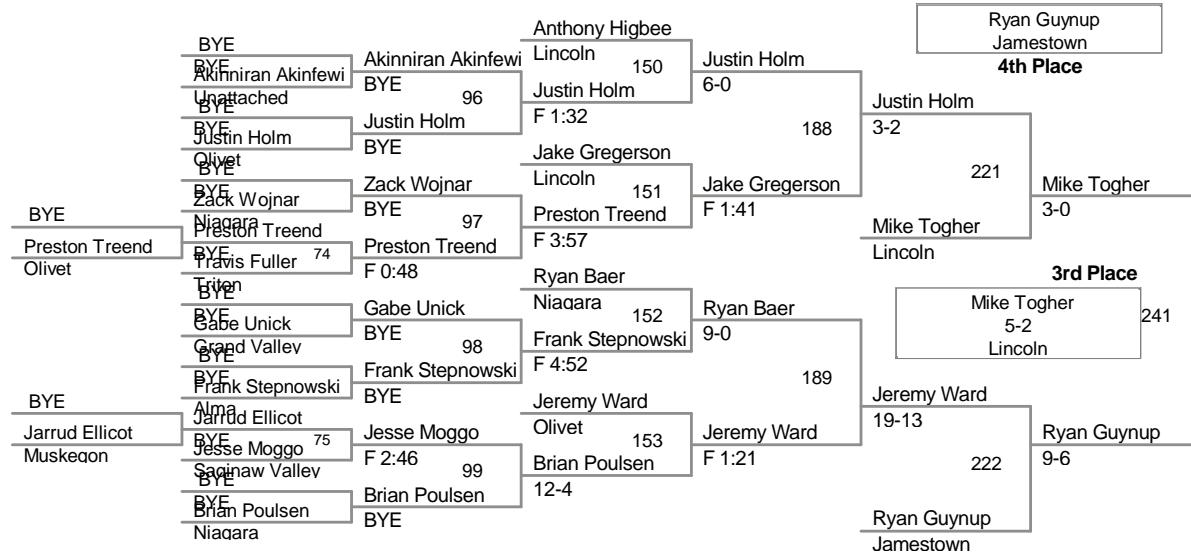 BYE
Preston Treend
Olivet
BYE
Jarrud Ellicot
Muskegon
BYE
BYE
Akinniran Akinfewi
Unattached
BYE
BYE
Justin Holm
Olivet
BYE
BYE
Zack Wojnar
Niagara
Preston Treend
BYE
74
Travis Fuller
Triton
BYE
BYE
Gabe Unick
Grand Valley
BYE
BYE
Frank Stepnowski
Alma
Jarrud Ellicot
BYE
75
Jesse Moggo
Saginaw Valley
BYE
BYE
Brian Poulsen
Niagara
Akinniran Akinfewi
BYE
96
Justin Holm
BYE
Zack Wojnar
BYE
97
Preston Treend
F 0:48
Gabe Unick
BYE
98
Frank Stepnowski
BYE
Jesse Moggo
F 2:46
99
Brian Poulsen
BYE
Anthony Higbee
Lincoln
150
Justin Holm
F 1:32
Jake Gregerson
Lincoln
151
Preston Treend
F 3:57
Ryan Baer
Niagara
152
Frank Stepnowski
F 4:52
Jeremy Ward
Olivet
153
Brian Poulsen
12-4
Justin Holm
6-0
188
Jake Gregerson
F 1:41
Ryan Baer
9-0
189
Jeremy Ward
F 1:21
Justin Holm
3-2
221
Mike Togher
Lincoln
Jeremy Ward
19-13
222
Ryan Guynup
Jamestown
Mike Togher
3-0
Ryan Guynup
9-6
Ryan Guynup
Jamestown
4th Place
3rd Place
Mike Togher
5-2
Lincoln
241